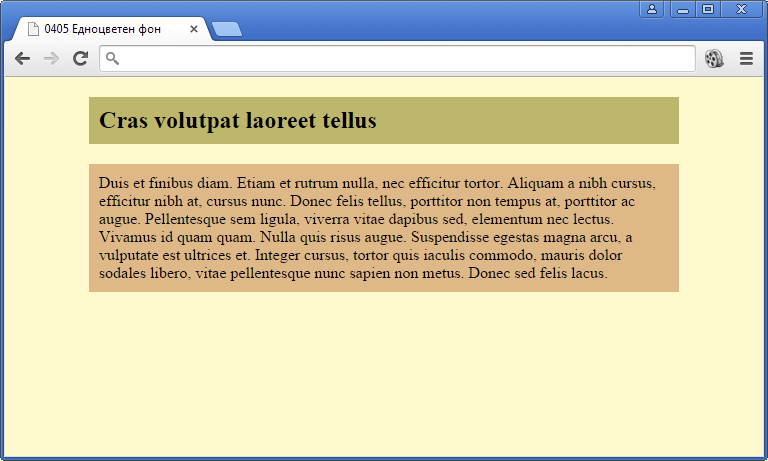 0405 Едноцветен фон
Cras volutpat laoreet tellus
Duis et finibus diam. Etiam et rutrum nulla, nec efficitur tortor. Aliquam a nibh cursus,
efficitur nibh at, cursus nunc. Donec felis tellus, porttitor non tempus at, porttitor ac
augue. Pellentesque sem ligula, viverra vitae dapibus sed, elementum nec lectus.
Vivamus id quam quam. Nulla quis risus augue. Suspendisse egestas magna arcu, a
vulputate est ultrices et. Integer cursus, tortor quis iaculis commodo, mauris dolor
sodales libero, vitae pellentesque nunc sapien non metus. Donec sed felis lacus.